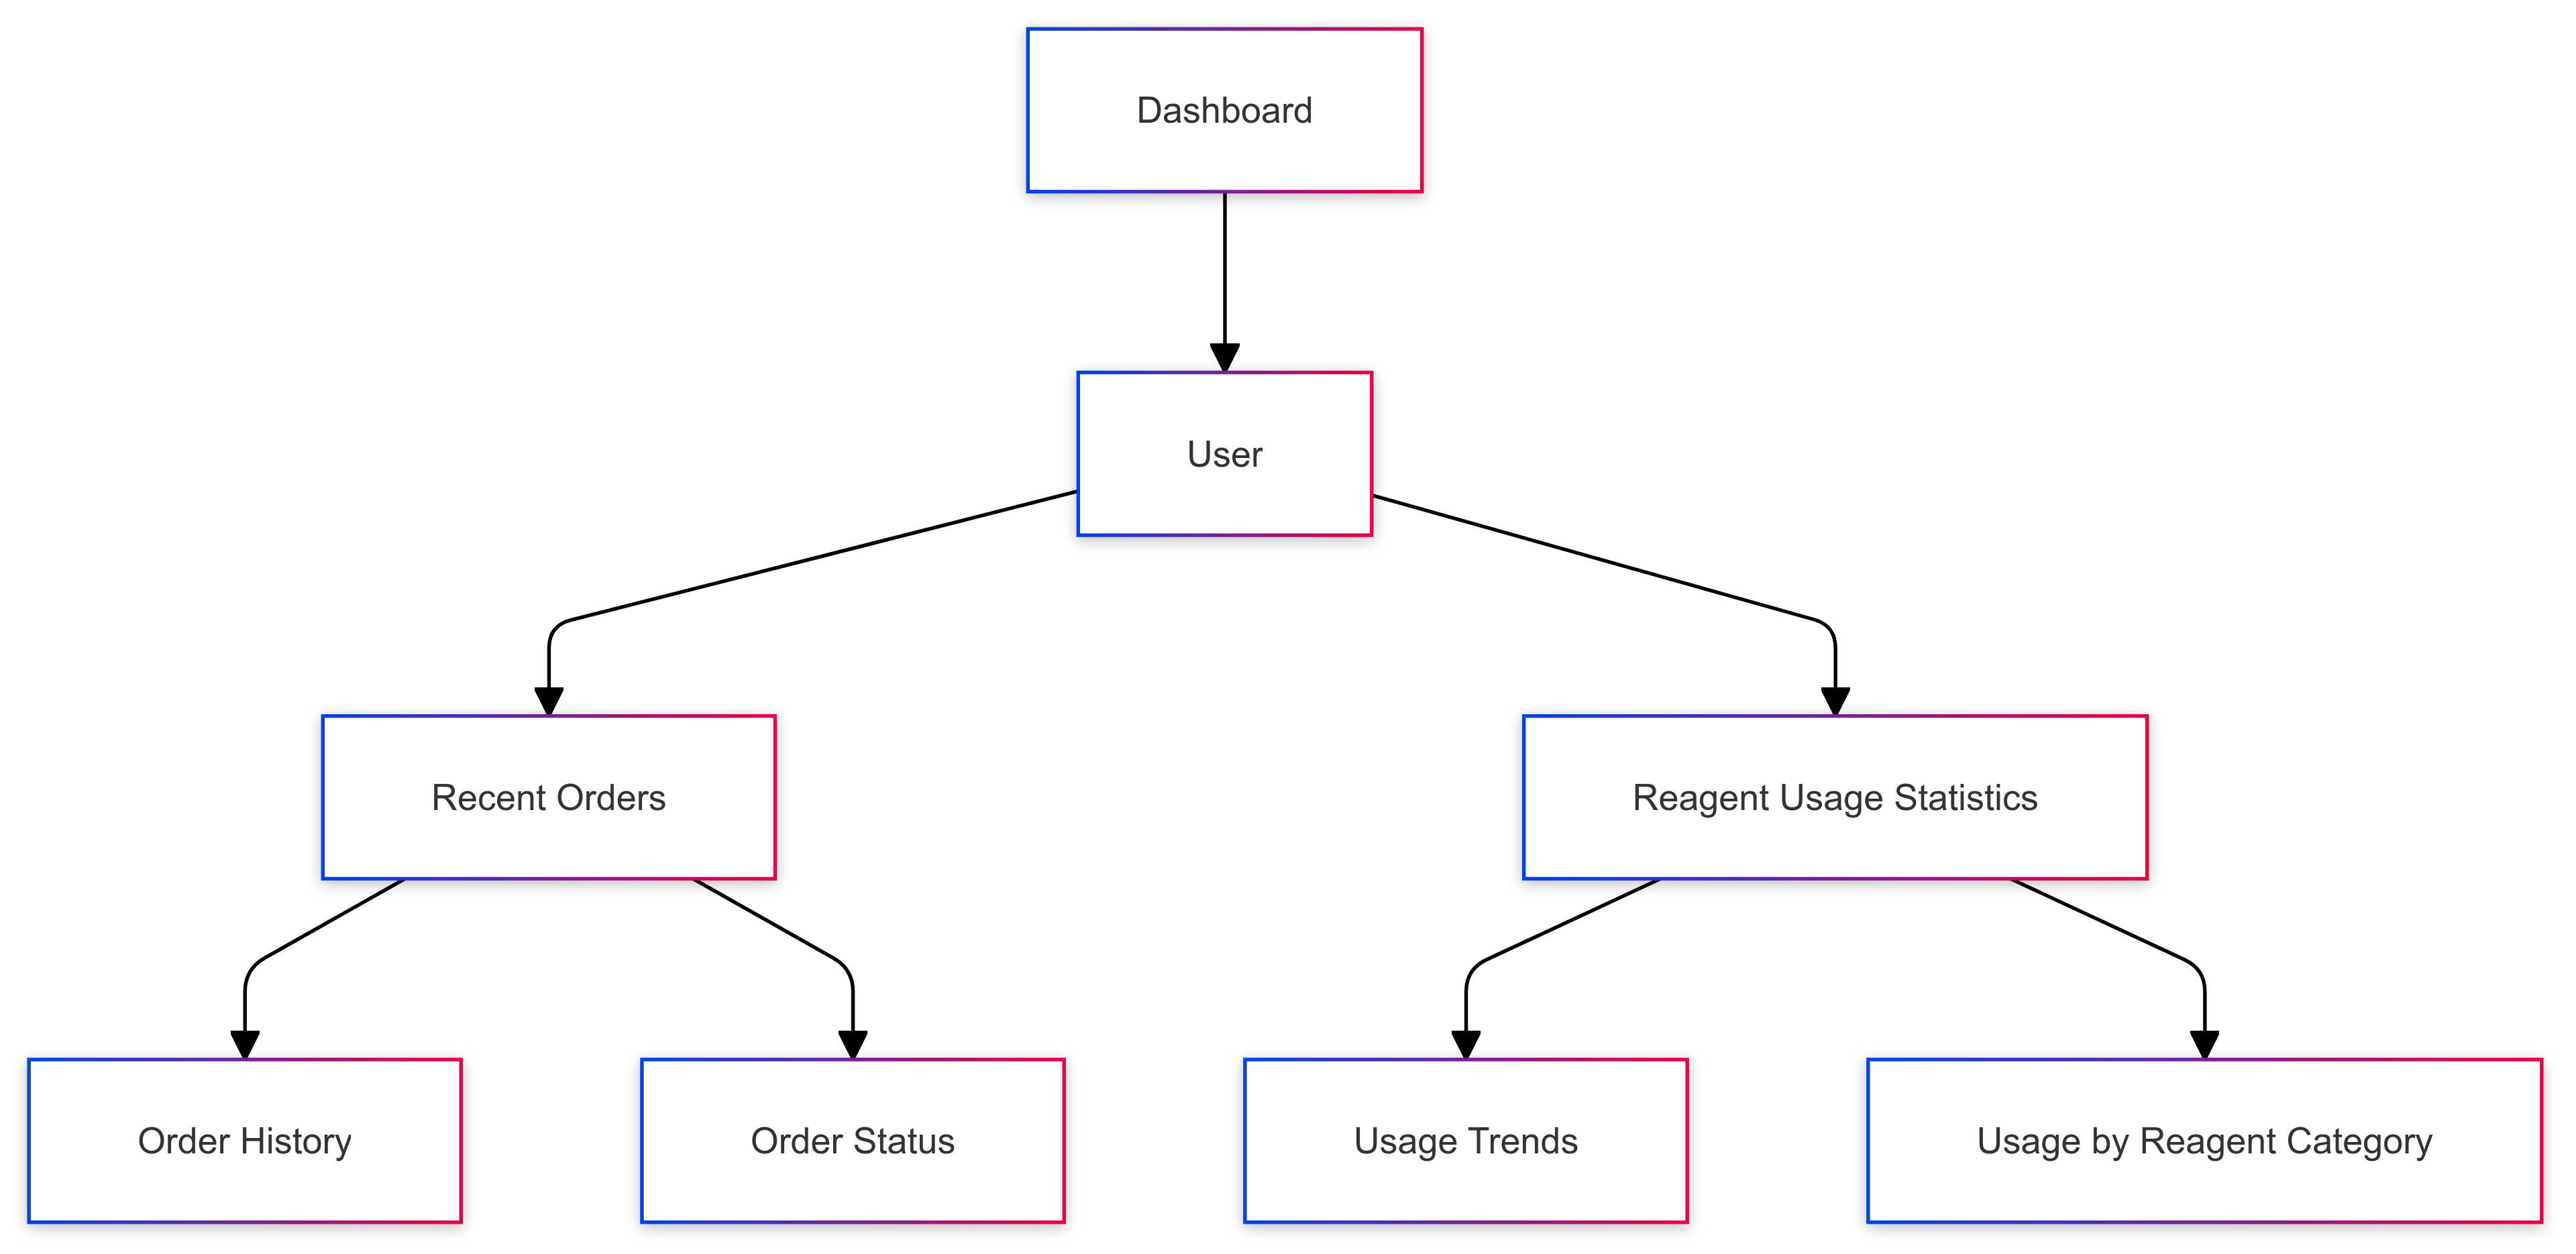 Dashboard
User
Recent Orders
Reagent Usage Statistics
Order History
Order Status
Usage Trends
Usage by Reagent Category